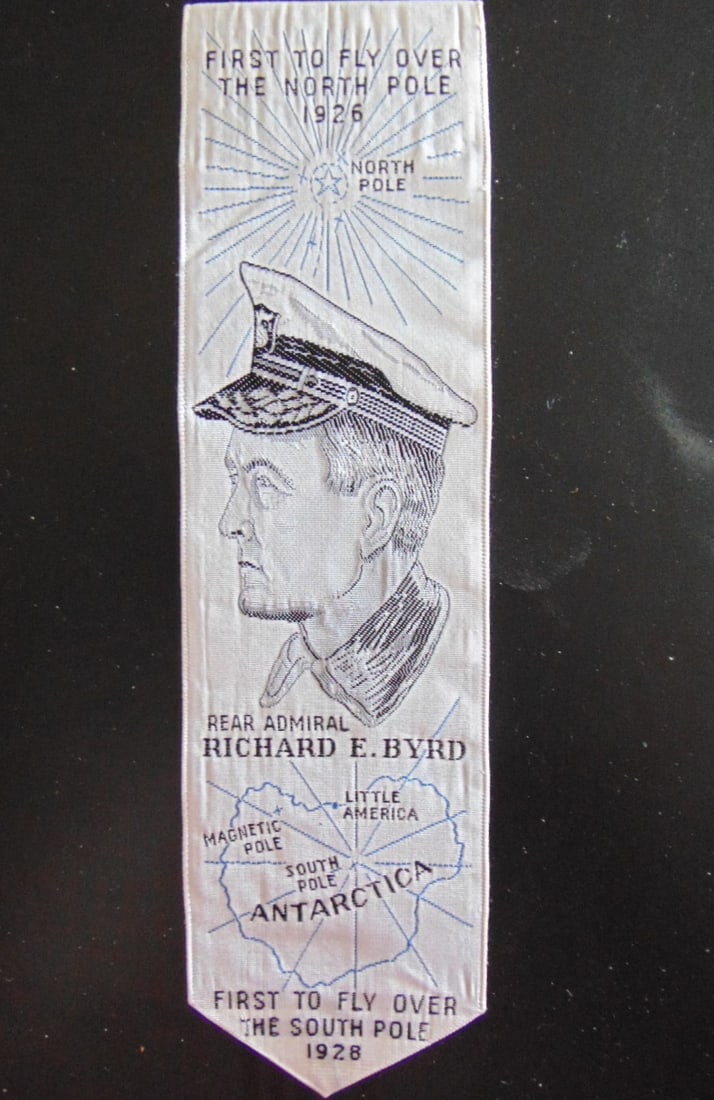 FIRST TO FLY OVER
THE NORTH POLE
1926
NORTH
POLE
REAR ADMIRAL
RICHARD E. BYRD
LITTLE
AMERICA
MAGNETIC
POLE
SOUTH
POLE
ANTARCTICA
FIRST TO FLY OVER
THE SOUTH POLE
1928